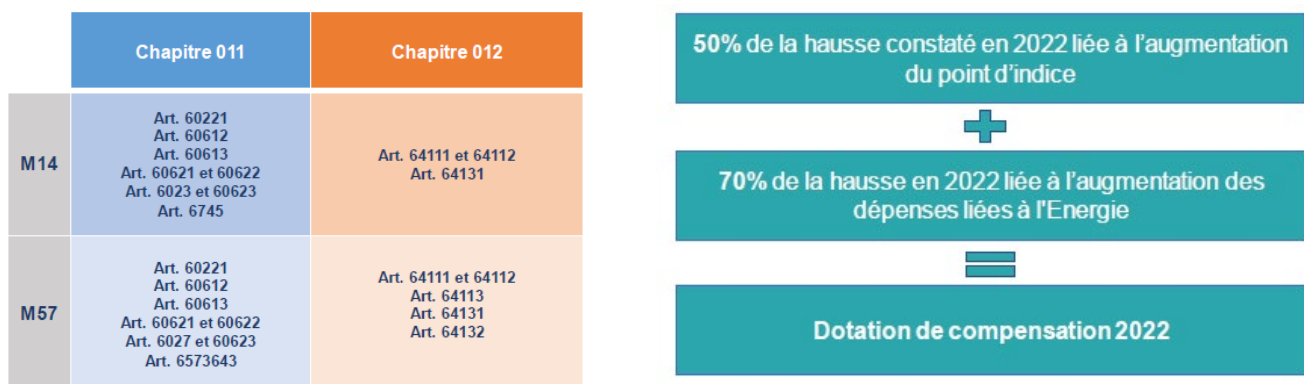 Chapitre 011
Chapitre 012
M14
Art. 60221
Art. 60612
Art. 60613
Art. 60621 et 60622
Art. 6023 et 60623
Art. 6745
Art. 64111 et 64112
Art. 64131
M57
Art. 60221
Art. 60612
Art. 60613
Art. 60621 et 60622
Art. 6027 et 60623
Art. 6573643
Art. 64111 et 64112
Art. 64113
Art. 64131
Art. 64132
50% de la hausse constaté en 2022 liée à l'augmentation
du point d'indice
+
70% de la hausse en 2022 liée à l'augmentation des
dépenses liées à l'Energie
=
Dotation de compensation 2022